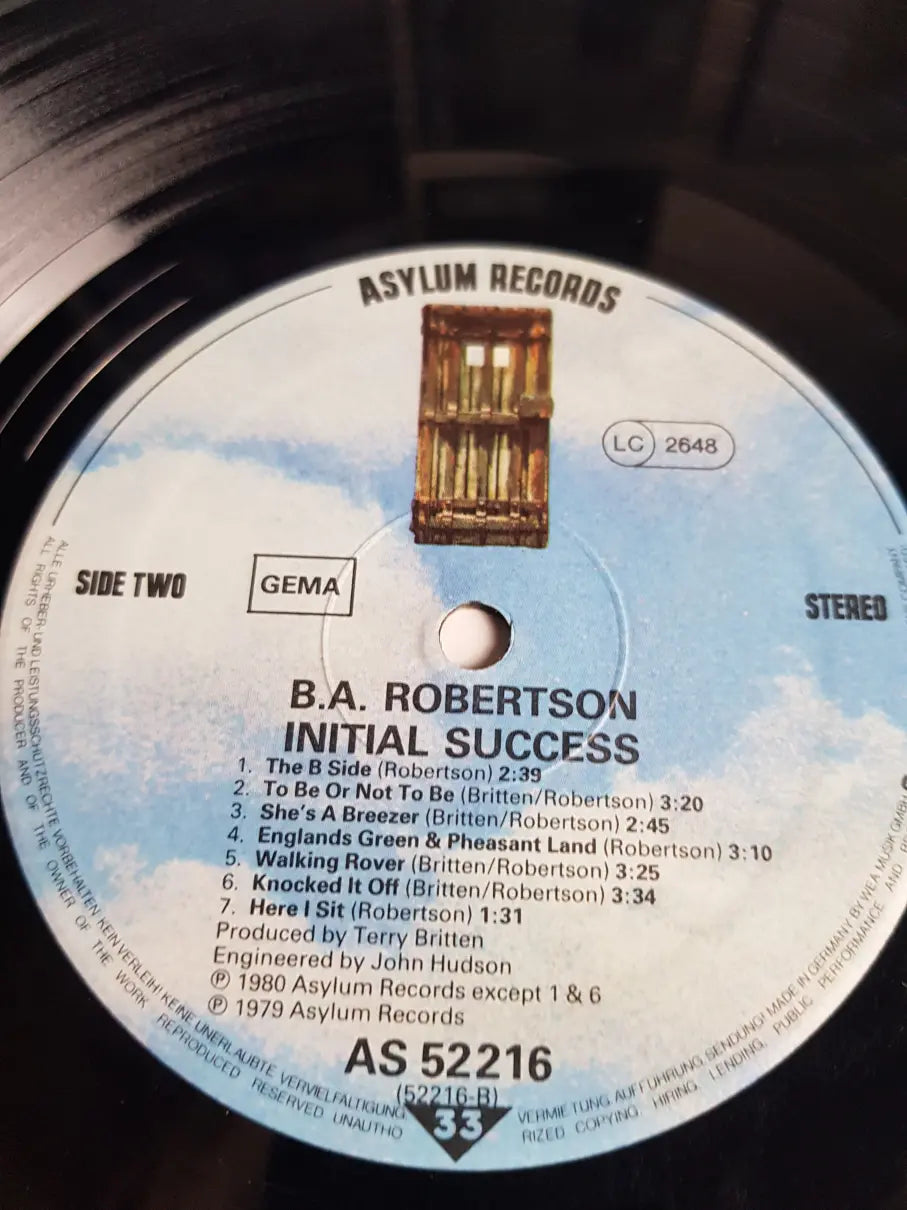 ASYLUM RECORDS
LC 2648
SIDE TWO
GEMA
STEREO
B.A. ROBERTSON
INITIAL SUCCESS
1. The B Side (Robertson) 2:39
2. To Be Or Not To Be (Britten/Robertson) 3:20
3. She's A Breezer (Britten/Robertson) 2:45
4. Englands Green & Pheasant Land (Robertson) 3:10
5. Walking Rover (Britten/Robertson) 3:25
6. Knocked It Off (Britten/Robertson) 3:34
7. Here I Sit (Robertson) 1:31
Produced by Terry Britten
Engineered by John Hudson
℗ 1980 Asylum Records except 1 & 6
℗ 1979 Asylum Records
AS 52216
(52216-B)
33
ALLE URHEBER- UND LEISTUNGSSCHUTZRECHTE VORBEHALTEN KEIN VERLEIH! KEINE UNERLAUBTE VERVIELFÄLTIGUNG VERMIETUNG AUFFÜHRUNG, SENDUNG! MADE IN GERMANY BY WEA MUSIK GMBH
ALL RIGHTS OF THE PRODUCER AND OF THE OWNER OF THE WORK REPRODUCED RESERVED UNAUTHO RIZED COPYING, HIRING, LENDING, PUBLIC PERFORMANCE AND